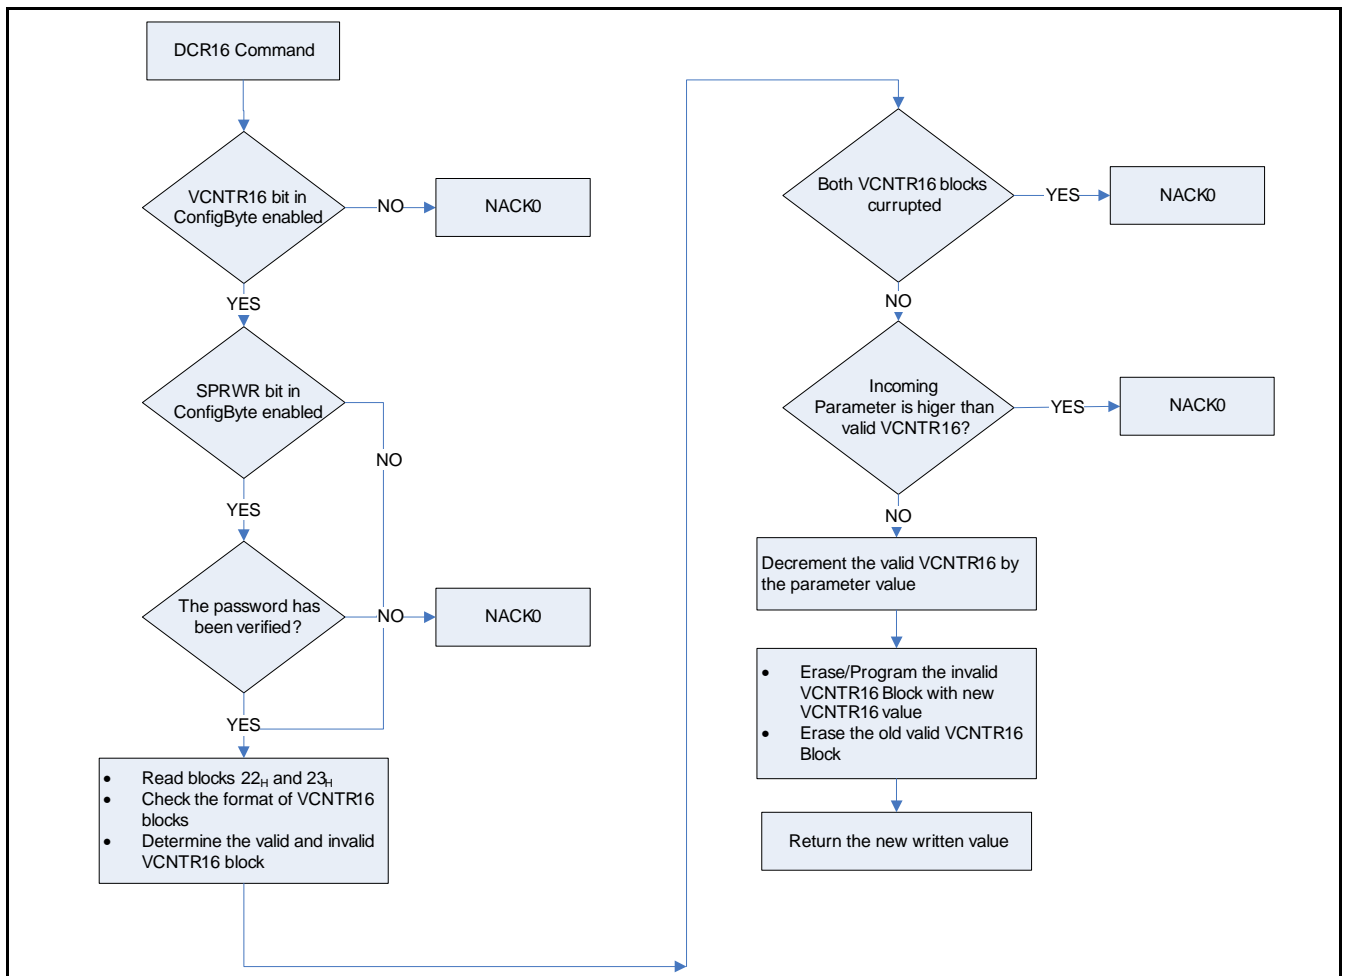 DCR16 Command
VCNTR16 bit in
ConfigByte enabled
NO
NACK0
YES
SPRWR bit in
ConfigByte enabled
NO
YES
The password has
been verified?
NO
NACK0
YES
• Read blocks 22H and 23H
• Check the format of VCNTR16
blocks
• Determine the valid and invalid
VCNTR16 block
Both VCNTR16 blocks
currupted
YES
NACK0
NO
Incoming
Parameter is higer than
valid VCNTR16?
YES
NACK0
NO
Decrement the valid VCNTR16 by
the parameter value
• Erase/Program the invalid
VCNTR16 Block with new
VCNTR16 value
• Erase the old valid VCNTR16
Block
Return the new written value